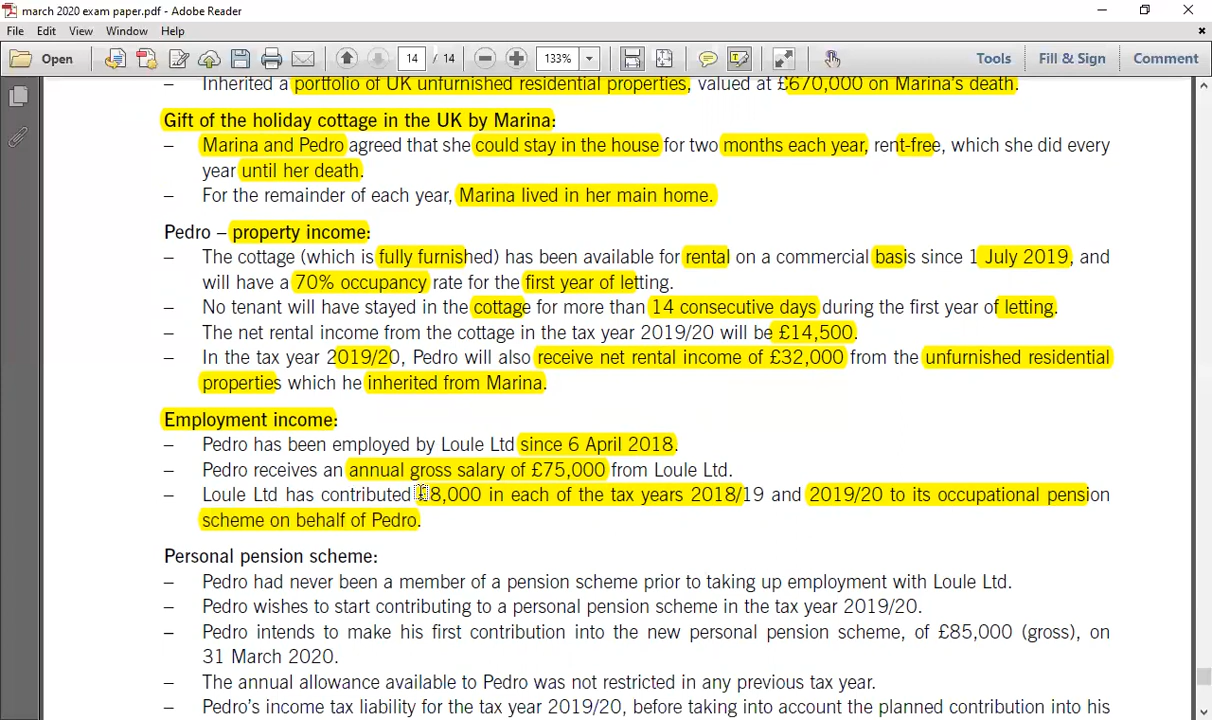 march 2020 exam paper.pdf - Adobe Reader
File Edit View Window Help
Open 14 / 14 133% Tools Fill & Sign Comment
– Inherited a portfolio of UK unfurnished residential properties, valued at £670,000 on Marina's death.
Gift of the holiday cottage in the UK by Marina:
– Marina and Pedro agreed that she could stay in the house for two months each year, rent-free, which she did every
year until her death.
– For the remainder of each year, Marina lived in her main home.
Pedro – property income:
– The cottage (which is fully furnished) has been available for rental on a commercial basis since 1 July 2019, and
will have a 70% occupancy rate for the first year of letting.
– No tenant will have stayed in the cottage for more than 14 consecutive days during the first year of letting.
– The net rental income from the cottage in the tax year 2019/20 will be £14,500.
– In the tax year 2019/20, Pedro will also receive net rental income of £32,000 from the unfurnished residential
properties which he inherited from Marina.
Employment income:
– Pedro has been employed by Loule Ltd since 6 April 2018.
– Pedro receives an annual gross salary of £75,000 from Loule Ltd.
– Loule Ltd has contributed £8,000 in each of the tax years 2018/19 and 2019/20 to its occupational pension
scheme on behalf of Pedro.
Personal pension scheme:
– Pedro had never been a member of a pension scheme prior to taking up employment with Loule Ltd.
– Pedro wishes to start contributing to a personal pension scheme in the tax year 2019/20.
– Pedro intends to make his first contribution into the new personal pension scheme, of £85,000 (gross), on
31 March 2020.
– The annual allowance available to Pedro was not restricted in any previous tax year.
– Pedro's income tax liability for the tax year 2019/20, before taking into account the planned contribution into his